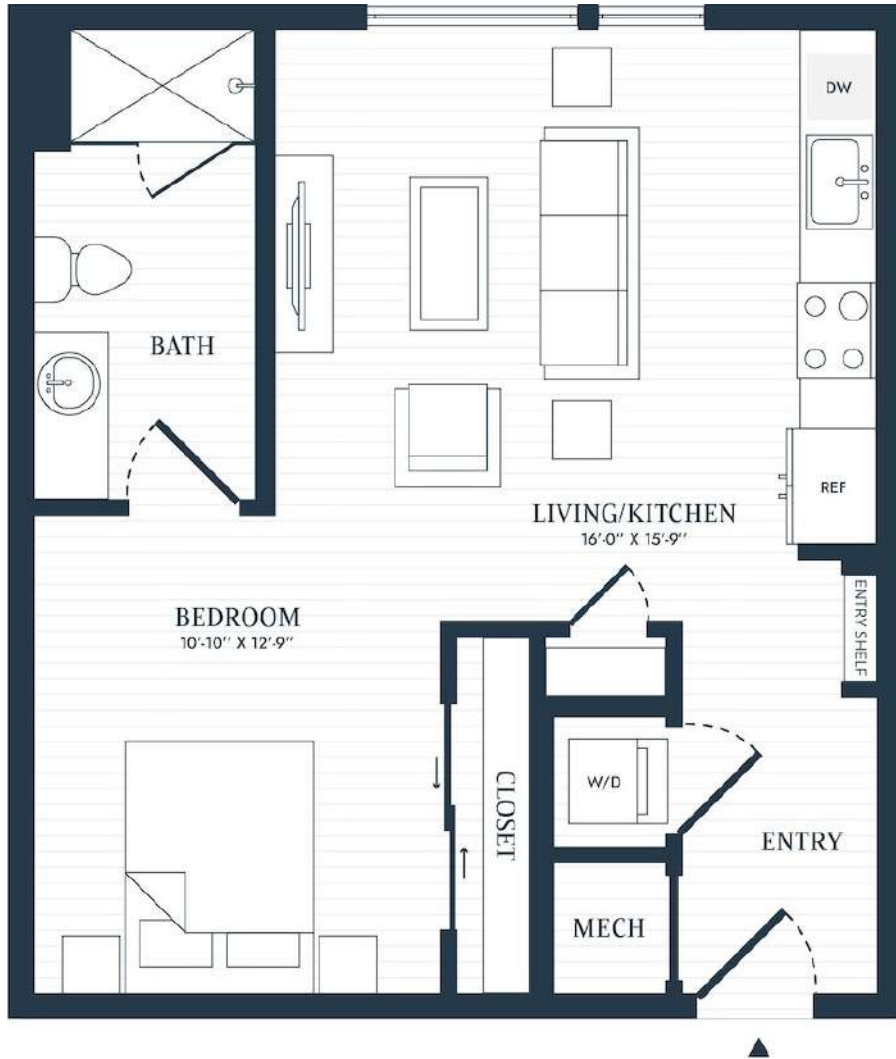 DW
BATH
REF
LIVING/KITCHEN
16'-0" X 15'-9"
ENTRY SHELF
BEDROOM
10'-10" X 12'-9"
W/D
CLOSET
ENTRY
MECH